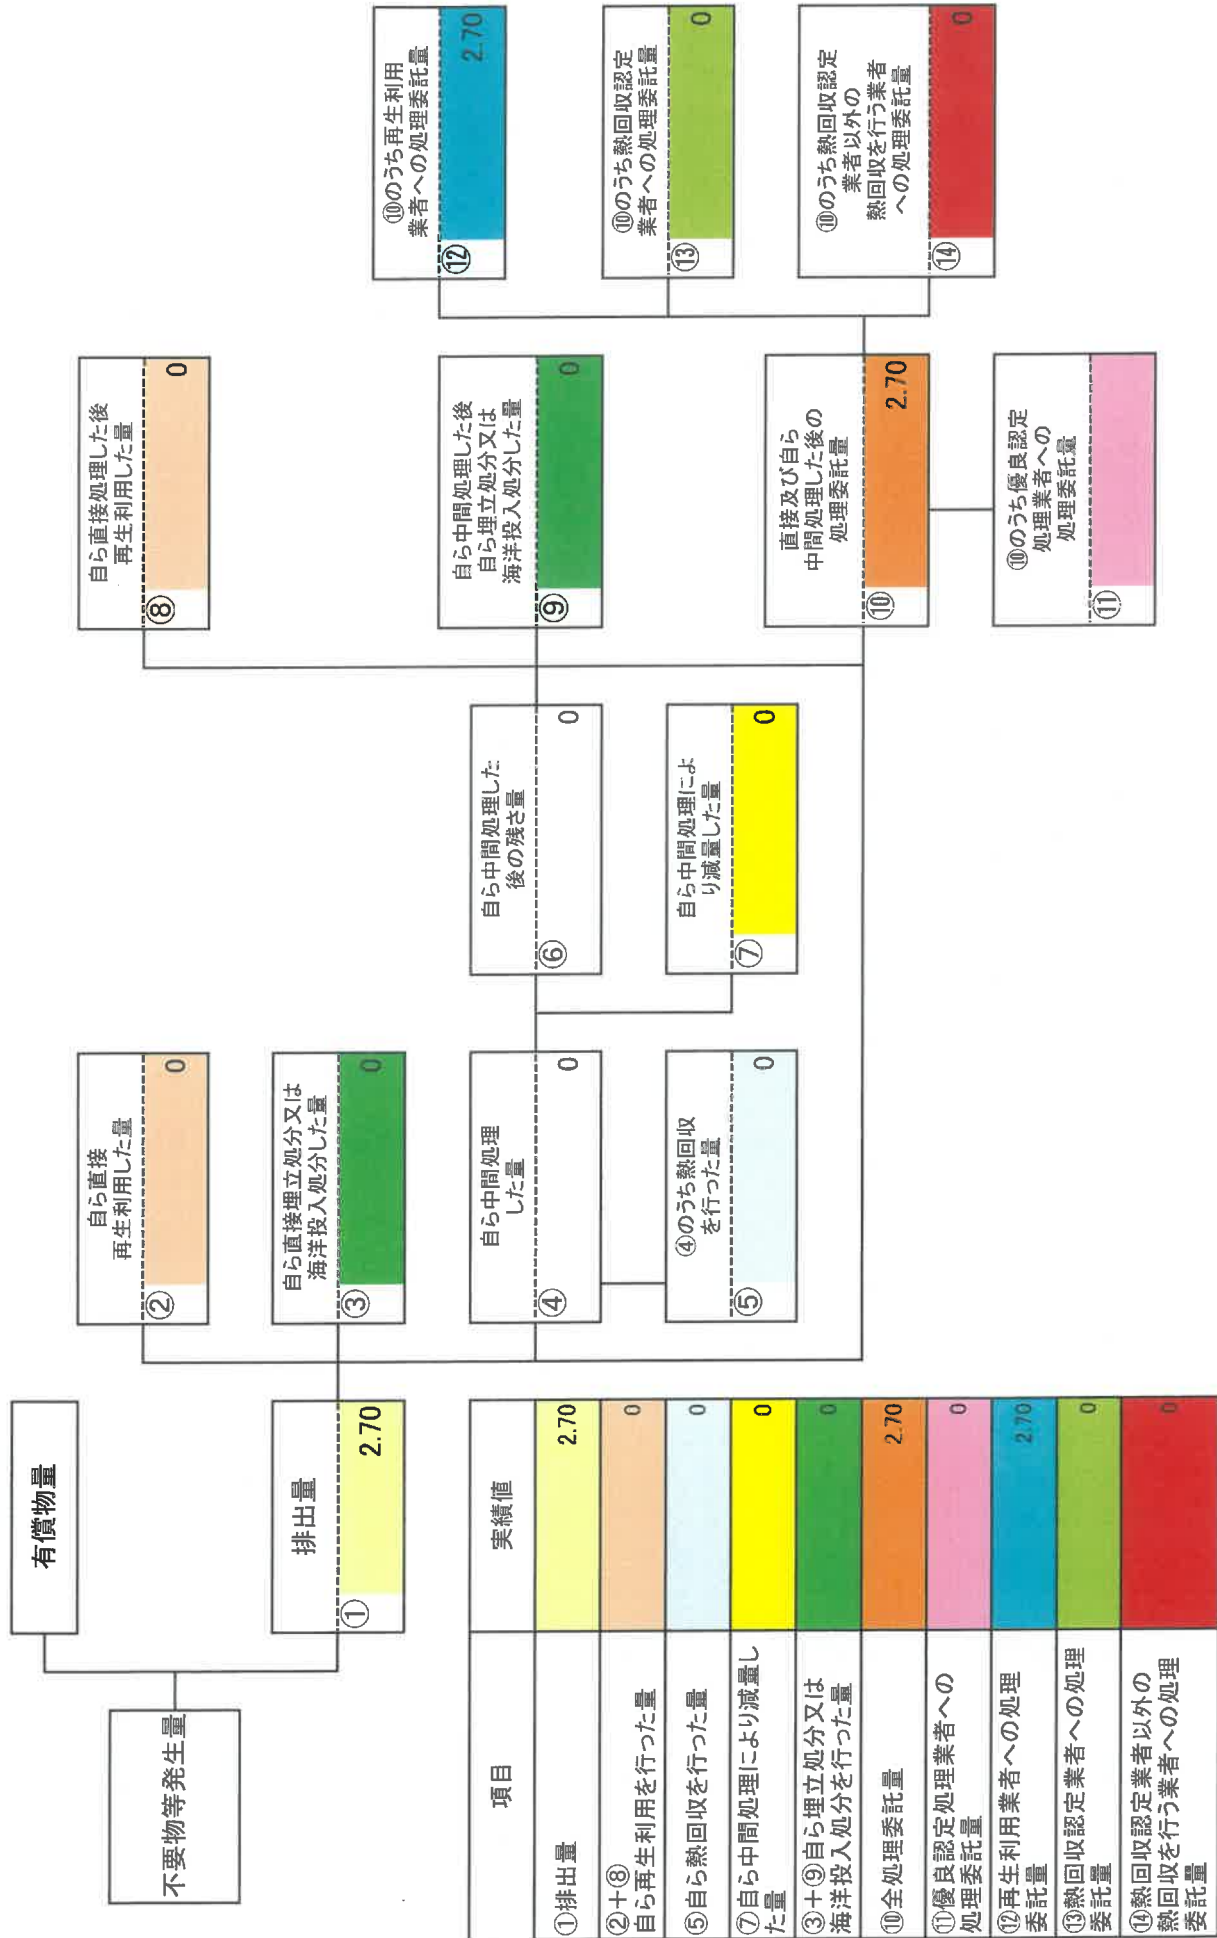 不要物等発生量
有償物量
排出量
①
2.70
自ら直接
再生利用した量
②
0
自ら直接埋立処分又は
海洋投入処分した量
③
0
自ら中間処理
した量
④
0
④のうち熱回収
を行った量
⑤
0
自ら中間処理した
後の残さ量
⑥
0
自ら中間処理によ
り減量した量
⑦
0
自ら直接処理した後
再生利用した量
⑧
0
自ら中間処理した後
自ら埋立処分又は
海洋投入処分した量
⑨
0
直接及び自ら
中間処理した後の
処理委託量
⑩
2.70
⑩のうち優良認定
処理業者への
処理委託量
⑪
⑩のうち再生利用
業者への処理委託量
⑫
2.70
⑩のうち熱回収認定
業者への処理委託量
⑬
0
⑩のうち熱回収認定
業者以外の
熱回収を行う業者
への処理委託量
⑭
0
項目
実績値
①排出量
2.70
②+⑧
自ら再生利用を行った量
0
⑤自ら熱回収を行った量
0
⑦自ら中間処理により減量し
た量
0
③+⑨自ら埋立処分又は
海洋投入処分を行った量
0
⑩全処理委託量
2.70
⑪優良認定処理業者への
処理委託量
0
⑫再生利用業者への処理
委託量
2.70
⑬熱回収認定業者への処理
委託量
0
⑭熱回収認定業者以外の
熱回収を行う業者への処理
委託量
0